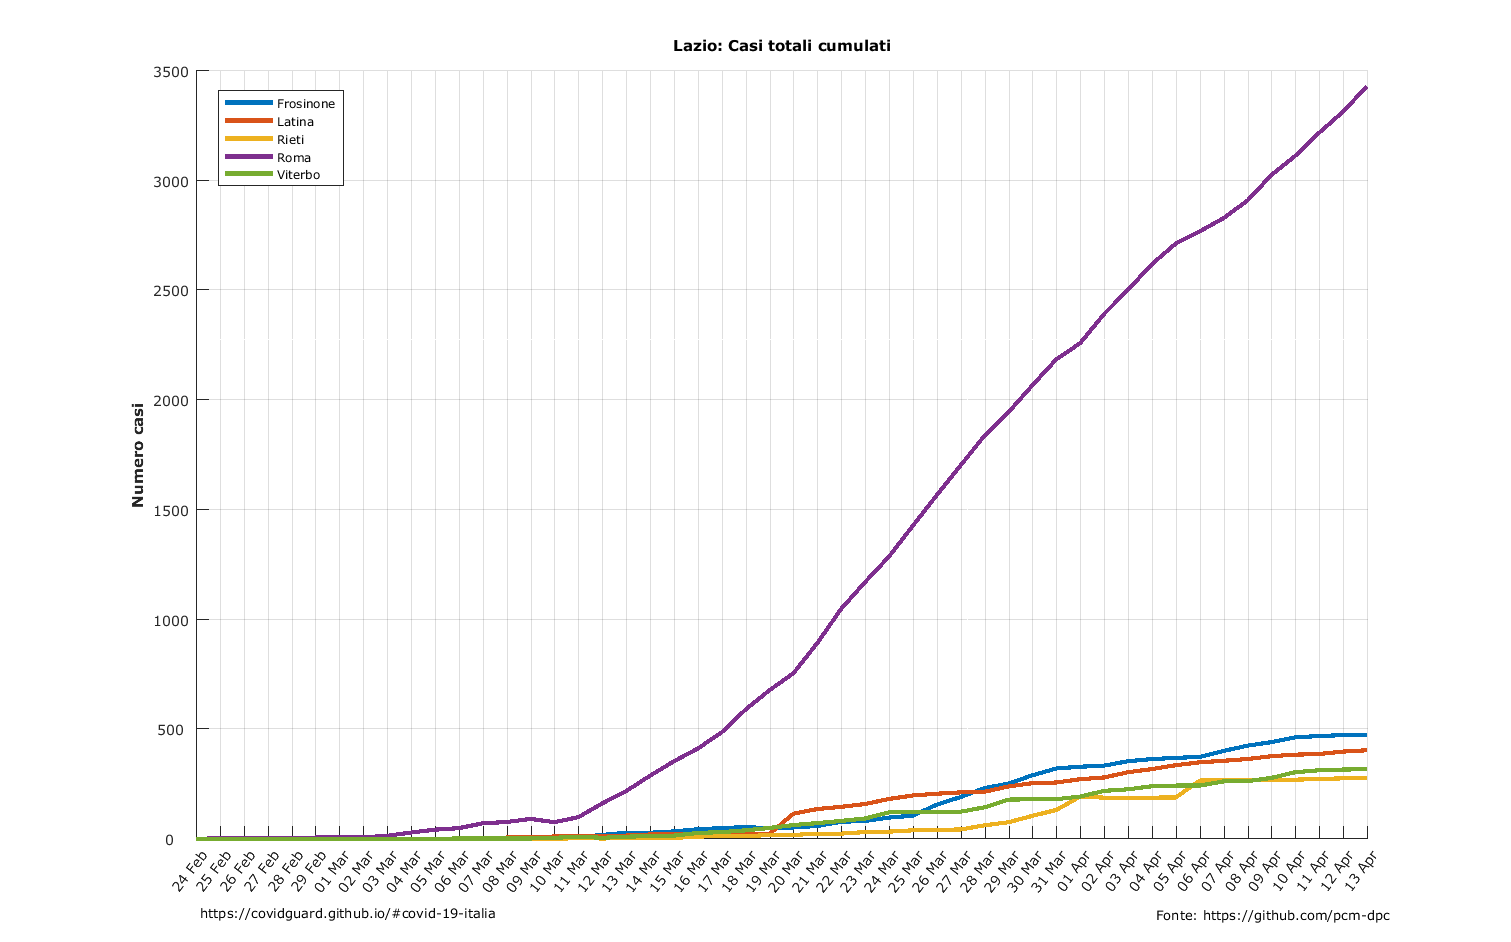 Lazio: Casi totali cumulati
3500
3000
2500
2000
1500
1000
500
0
Numero casi
Frosinone
Latina
Rieti
Roma
Viterbo
24 Feb
25 Feb
26 Feb
27 Feb
28 Feb
29 Feb
01 Mar
02 Mar
03 Mar
04 Mar
05 Mar
06 Mar
07 Mar
08 Mar
09 Mar
10 Mar
11 Mar
12 Mar
13 Mar
14 Mar
15 Mar
16 Mar
17 Mar
18 Mar
19 Mar
20 Mar
21 Mar
22 Mar
23 Mar
24 Mar
25 Mar
26 Mar
27 Mar
28 Mar
29 Mar
30 Mar
31 Mar
01 Apr
02 Apr
03 Apr
04 Apr
05 Apr
06 Apr
07 Apr
08 Apr
09 Apr
10 Apr
11 Apr
12 Apr
13 Apr
https://covidguard.github.io/#covid-19-italia
Fonte: https://github.com/pcm-dpc